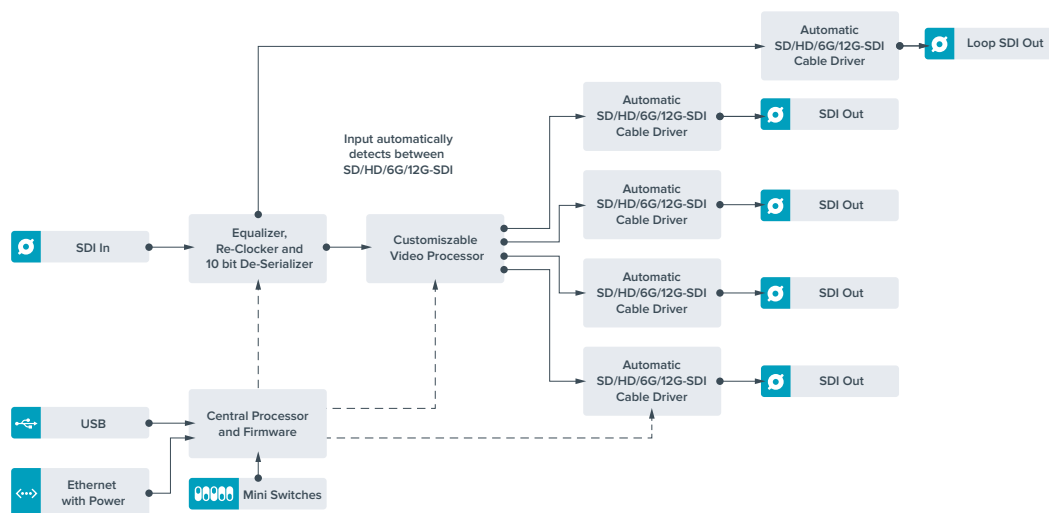 Automatic
SD/HD/6G/12G-SDI
Cable Driver
Loop SDI Out
Automatic
SD/HD/6G/12G-SDI
Cable Driver
SDI Out
Input automatically
detects between
SD/HD/6G/12G-SDI
Automatic
SD/HD/6G/12G-SDI
Cable Driver
SDI Out
SDI In
Equalizer,
Re-Clocker and
10 bit De-Serializer
Customiszable
Video Processor
Automatic
SD/HD/6G/12G-SDI
Cable Driver
SDI Out
Automatic
SD/HD/6G/12G-SDI
Cable Driver
SDI Out
USB
Central Processor
and Firmware
Ethernet
with Power
Mini Switches